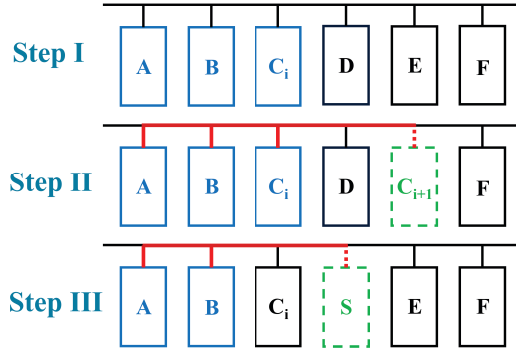 Step I
A B Cᵢ D E F
Step II
A B Cᵢ D Cᵢ₊₁ F
Step III
A B Cᵢ S E F